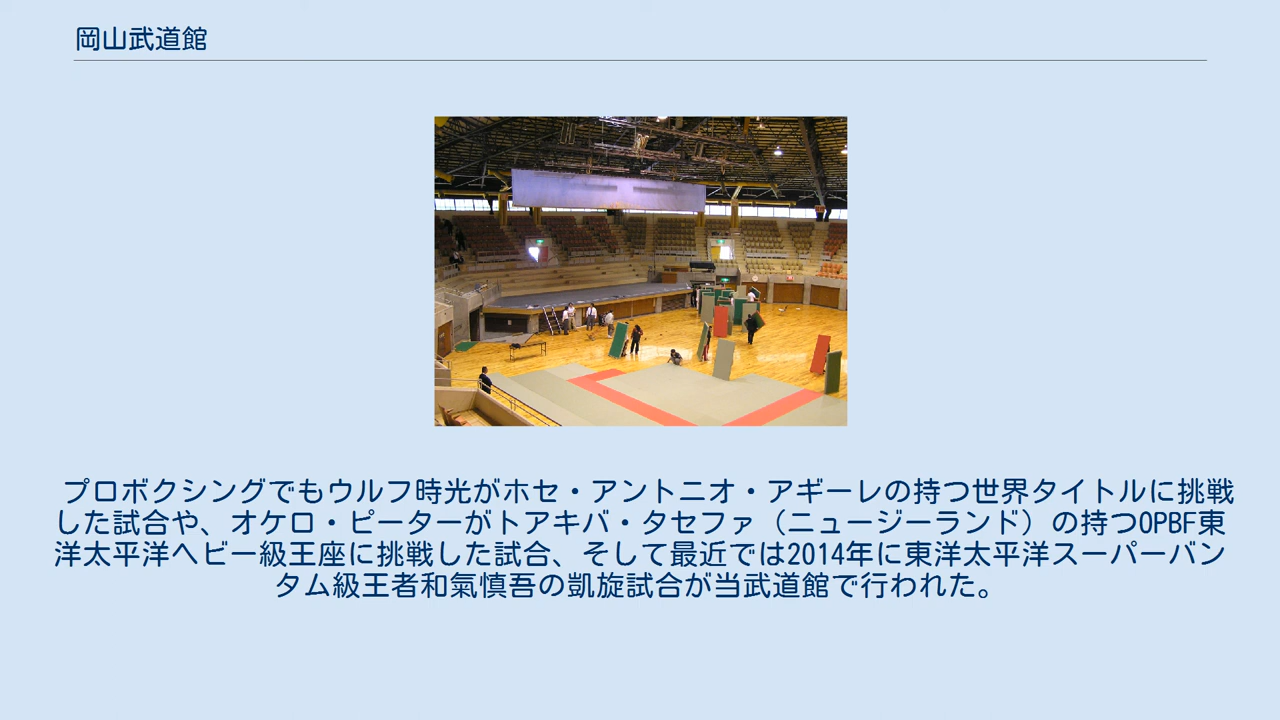 岡山武道館
プロボクシングでもウルフ時光がホセ・アントニオ・アギーレの持つ世界タイトルに挑戦
した試合や、オケロ・ピーターがトアキバ・タセファ（ニュージーランド）の持つOPBF東
洋太平洋ヘビー級王座に挑戦した試合、そして最近では2014年に東洋太平洋スーパーバン
タム級王者和氣慎吾の凱旋試合が当武道館で行われた。